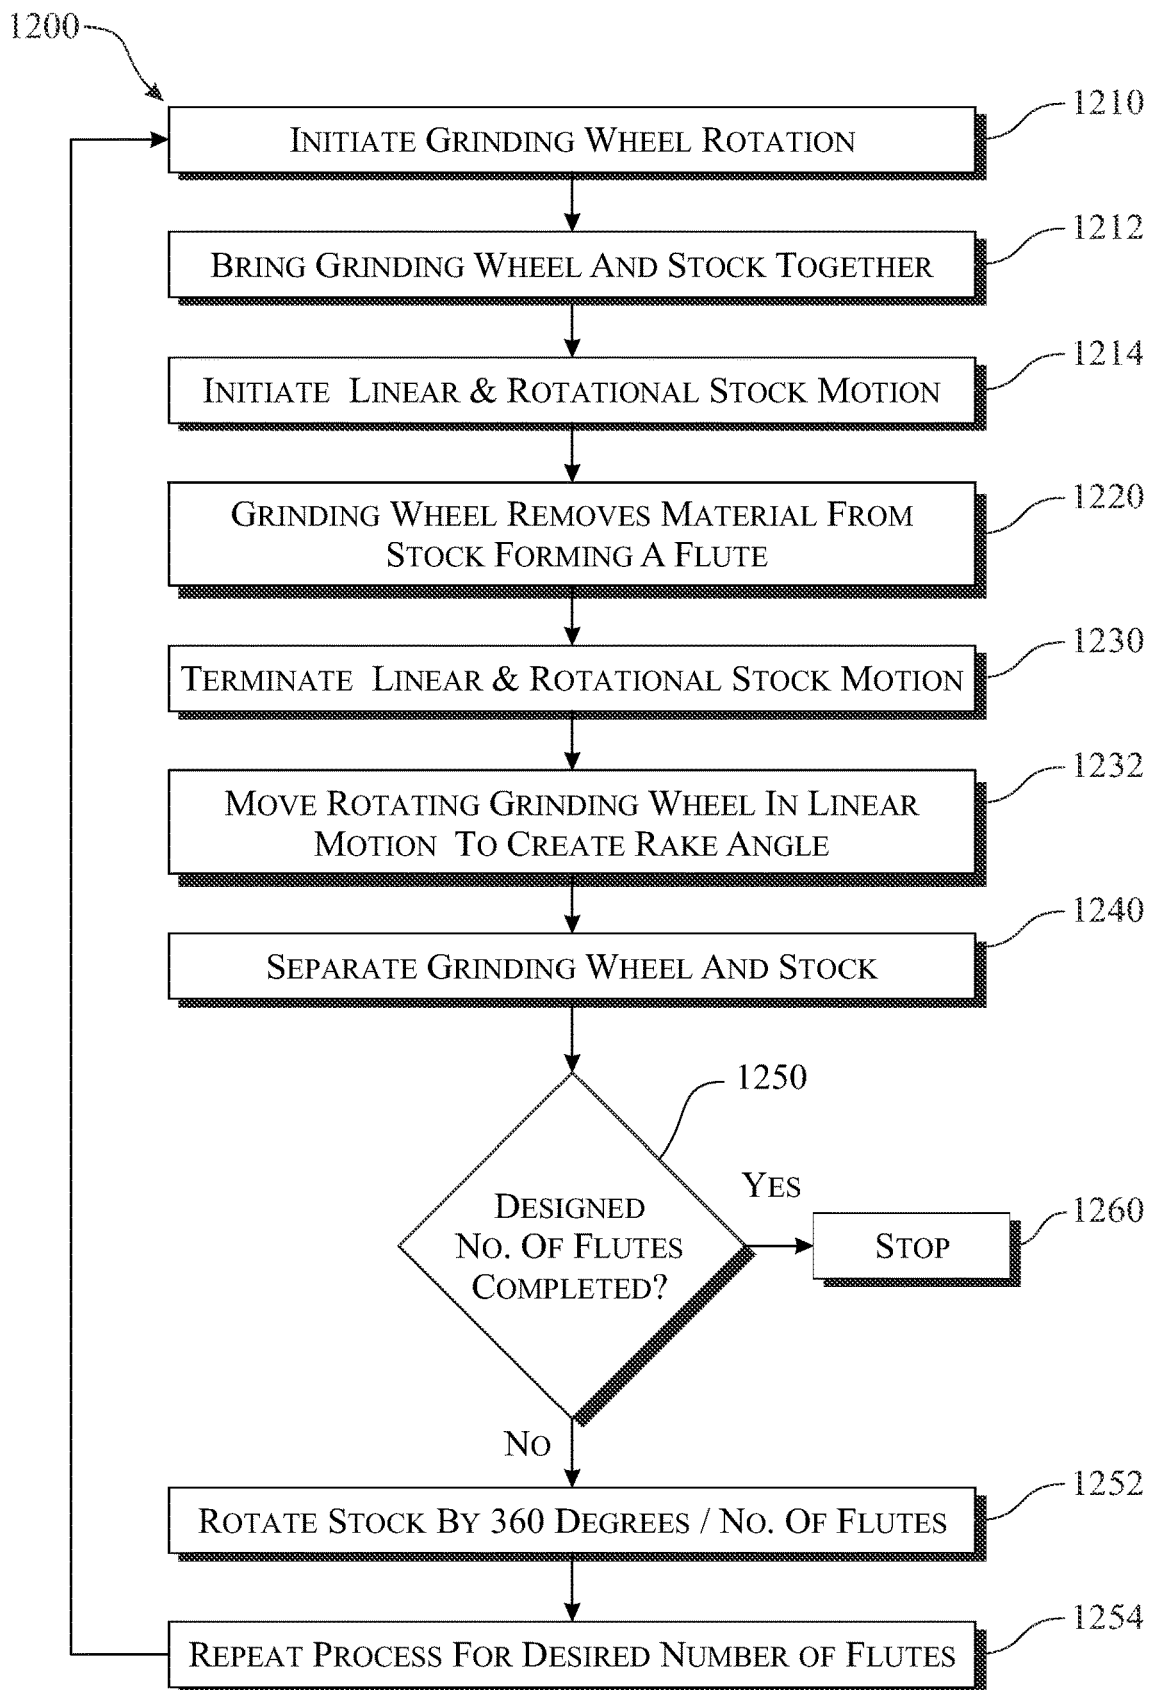 1200
INITIATE GRINDING WHEEL ROTATION
1210
BRING GRINDING WHEEL AND STOCK TOGETHER
1212
INITIATE LINEAR & ROTATIONAL STOCK MOTION
1214
GRINDING WHEEL REMOVES MATERIAL FROM
STOCK FORMING A FLUTE
1220
TERMINATE LINEAR & ROTATIONAL STOCK MOTION
1230
MOVE ROTATING GRINDING WHEEL IN LINEAR
MOTION TO CREATE RAKE ANGLE
1232
SEPARATE GRINDING WHEEL AND STOCK
1240
DESIGNED
NO. OF FLUTES
COMPLETED?
1250
YES
STOP
1260
NO
ROTATE STOCK BY 360 DEGREES / NO. OF FLUTES
1252
REPEAT PROCESS FOR DESIRED NUMBER OF FLUTES
1254